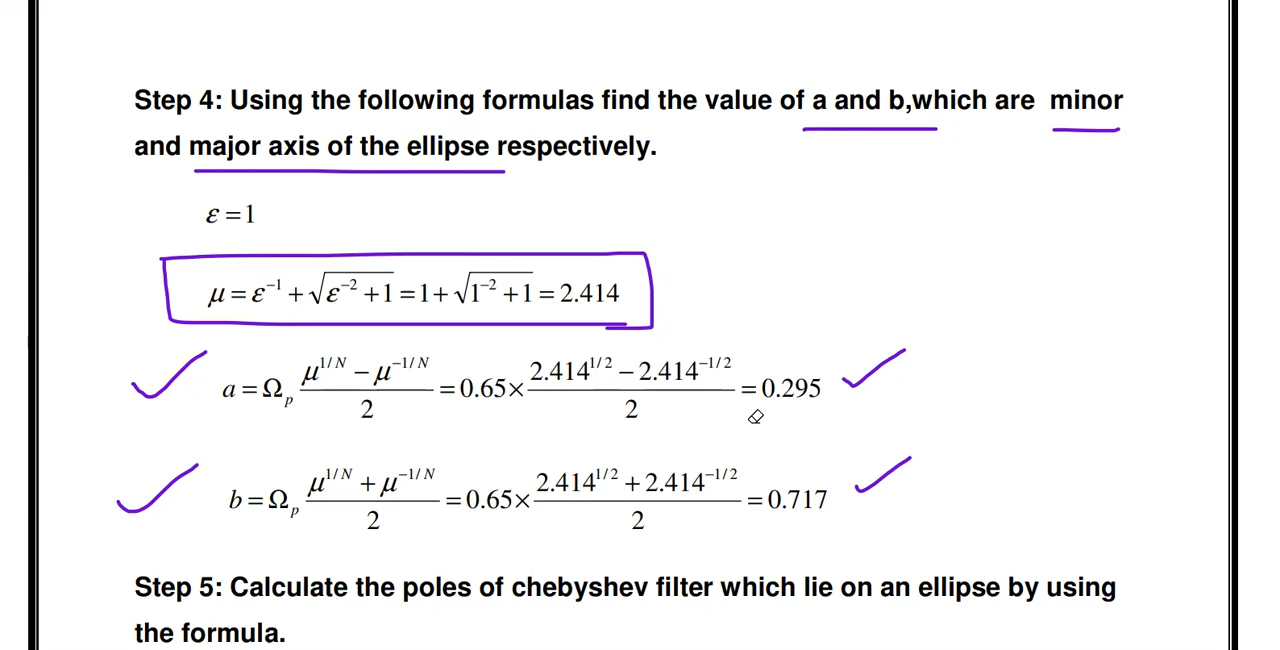 Step 4: Using the following formulas find the value of a and b,which are minor
and major axis of the ellipse respectively.
ε = 1
μ = ε⁻¹ + √(ε⁻² + 1) = 1 + √(1⁻² + 1) = 2.414
a = Ωₚ (μ^(1/N) − μ^(−1/N))/2 = 0.65 × (2.414^(1/2) − 2.414^(−1/2))/2 = 0.295
b = Ωₚ (μ^(1/N) + μ^(−1/N))/2 = 0.65 × (2.414^(1/2) + 2.414^(−1/2))/2 = 0.717
Step 5: Calculate the poles of chebyshev filter which lie on an ellipse by using
the formula.